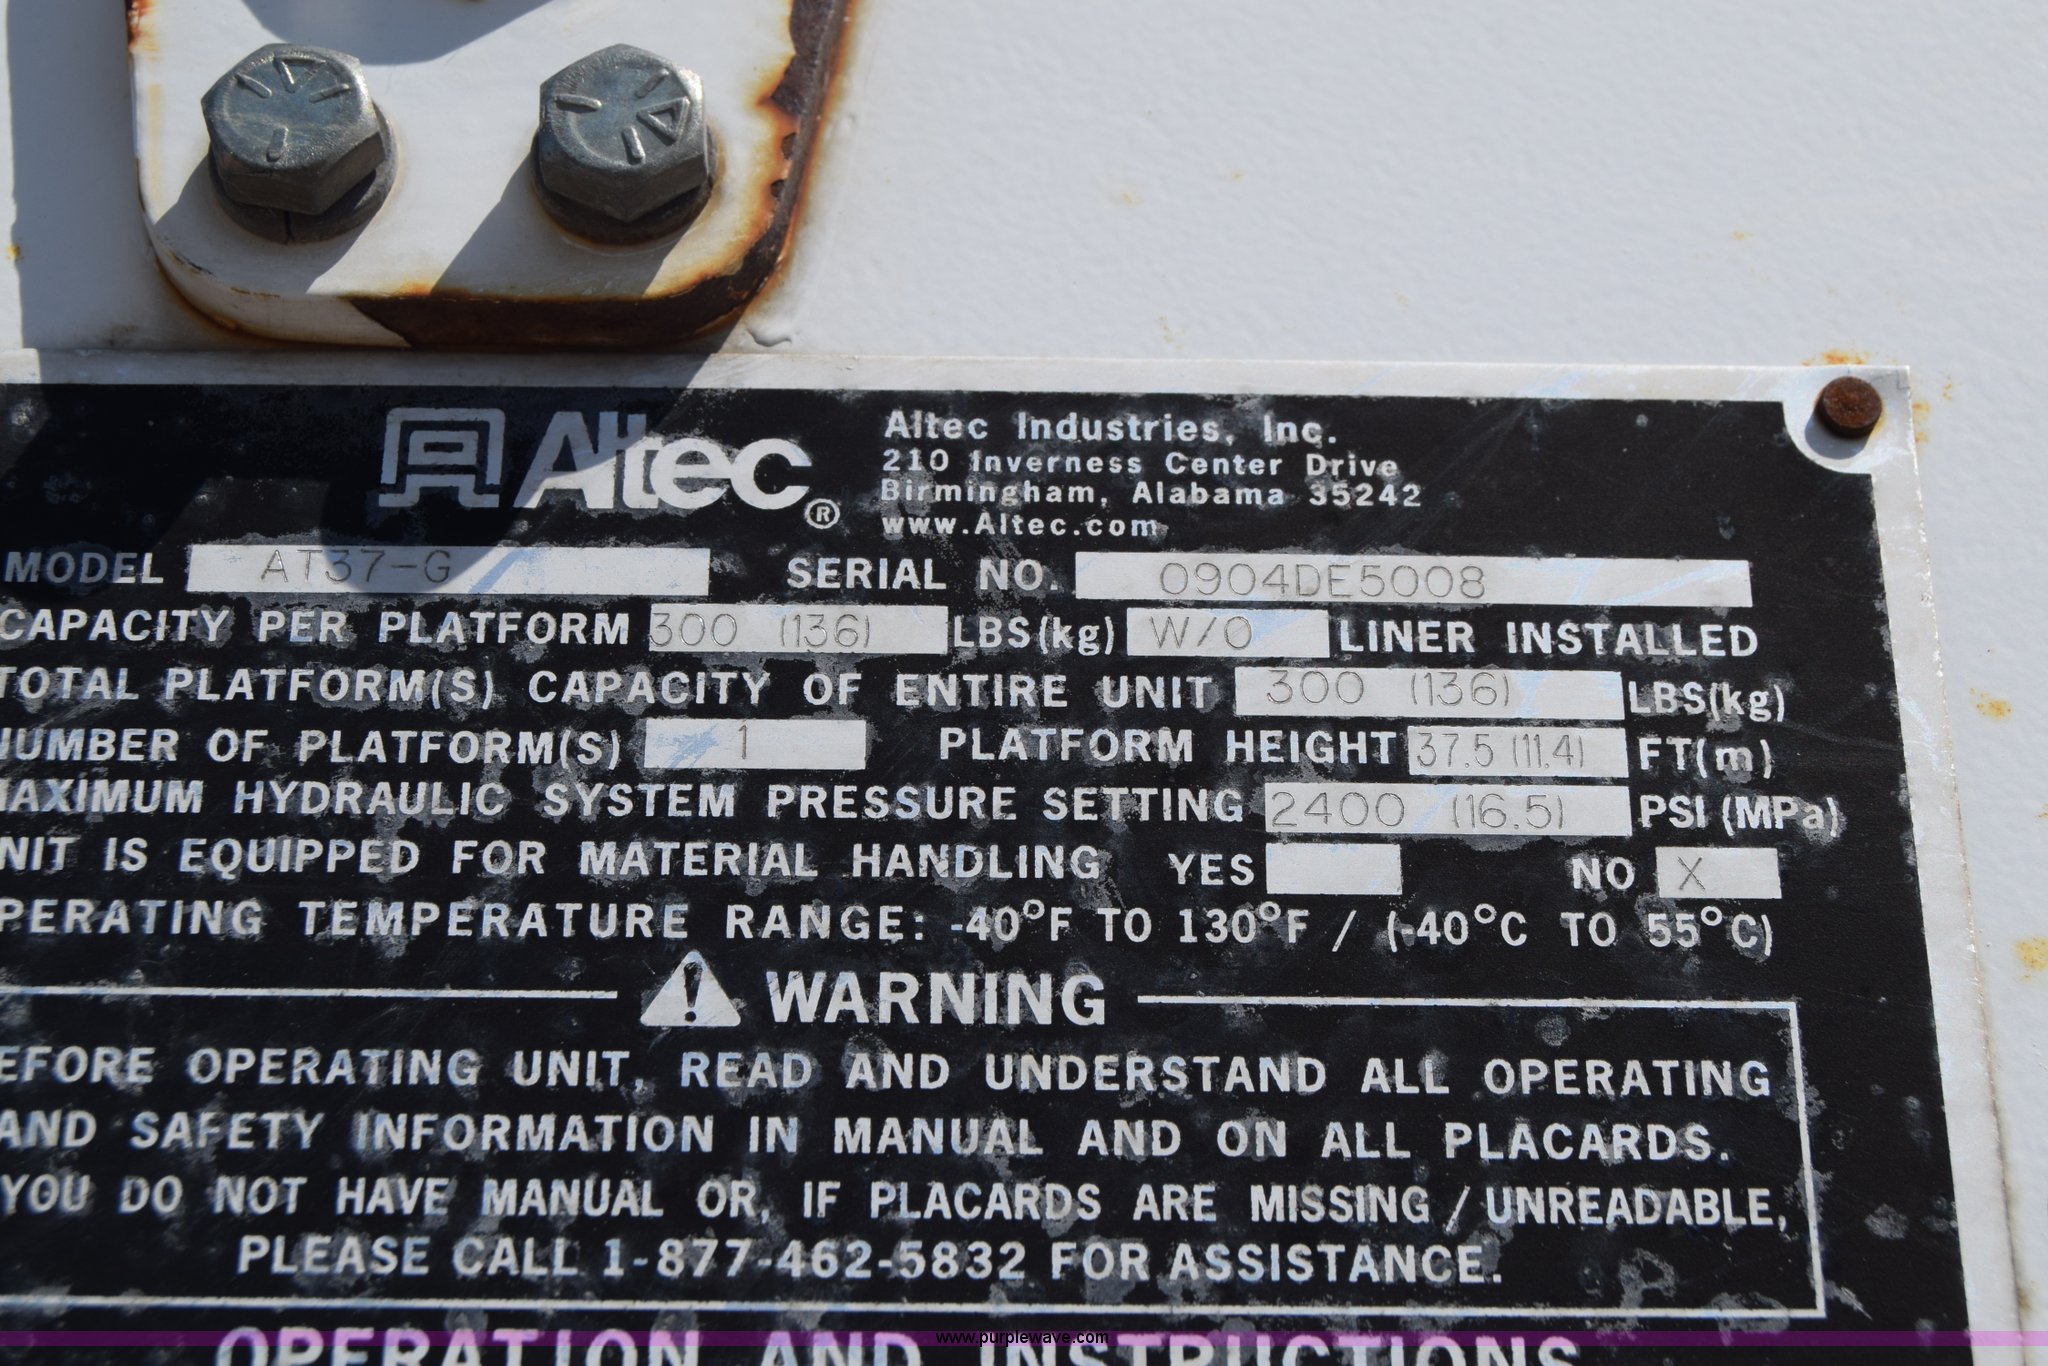 Altec®
Altec Industries, Inc.
210 Inverness Center Drive
Birmingham, Alabama 35242
www.Altec.com
MODEL AT37-G SERIAL NO. 0904DE5008
CAPACITY PER PLATFORM 300 (136) LBS(kg) W/O LINER INSTALLED
TOTAL PLATFORM(S) CAPACITY OF ENTIRE UNIT 300 (136) LBS(kg)
UMBER OF PLATFORM(S) 1 PLATFORM HEIGHT 37.5 (11.4) FT(m)
AXIMUM HYDRAULIC SYSTEM PRESSURE SETTING 2400 (16.5) PSI (MPa)
NIT IS EQUIPPED FOR MATERIAL HANDLING YES NO X
PERATING TEMPERATURE RANGE: -40°F TO 130°F / (-40°C TO 55°C)
! WARNING
EFORE OPERATING UNIT, READ AND UNDERSTAND ALL OPERATING
AND SAFETY INFORMATION IN MANUAL AND ON ALL PLACARDS.
YOU DO NOT HAVE MANUAL OR, IF PLACARDS ARE MISSING / UNREADABLE,
PLEASE CALL 1-877-462-5832 FOR ASSISTANCE.
OPERATION AND INSTRUCTIONS
www.purplewave.com